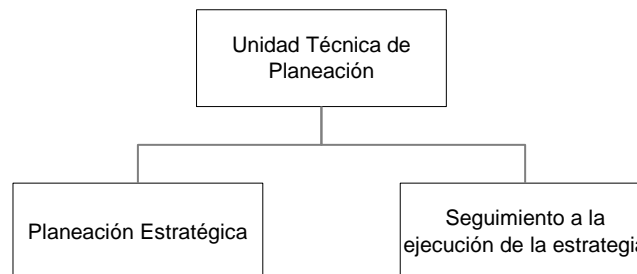 Unidad Técnica de
Planeación
Planeación Estratégica
Seguimiento a la
ejecución de la estrategia